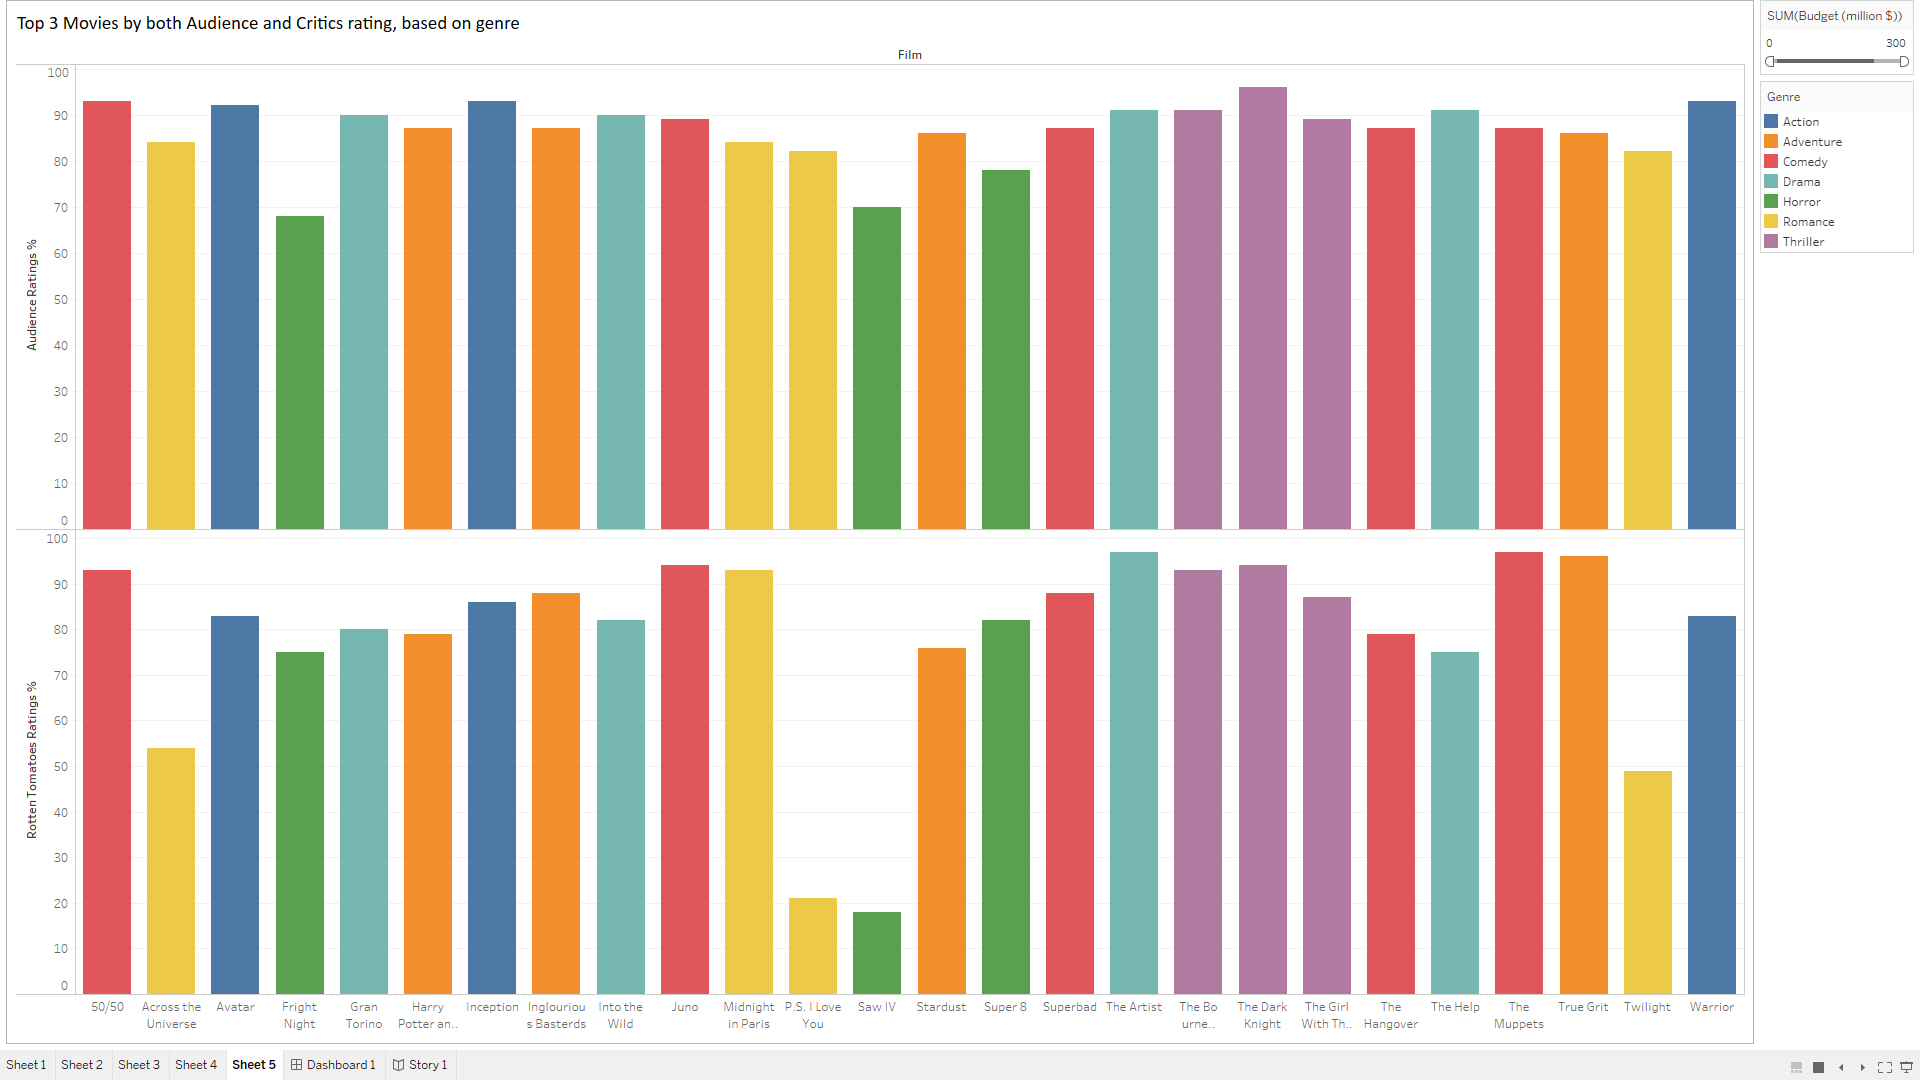 Top 3 Movies by both Audience and Critics rating, based on genre
Film
100
90
80
70
60
50
40
30
20
10
0
Audience Ratings %
100
90
80
70
60
50
40
30
20
10
0
Rotten Tomatoes Ratings %
50/50
Across the
Universe
Avatar
Fright
Night
Gran
Torino
Harry
Potter an..
Inception
Inglouriou
s Basterds
Into the
Wild
Juno
Midnight
in Paris
P.S. I Love
You
Saw IV
Stardust
Super 8
Superbad
The Artist
The Bo
urne..
The Dark
Knight
The Girl
With Th..
The
Hangover
The Help
The
Muppets
True Grit
Twilight
Warrior
SUM(Budget (million $))
0 300
Genre
Action
Adventure
Comedy
Drama
Horror
Romance
Thriller
Sheet 1 Sheet 2 Sheet 3 Sheet 4 Sheet 5 Dashboard 1 Story 1